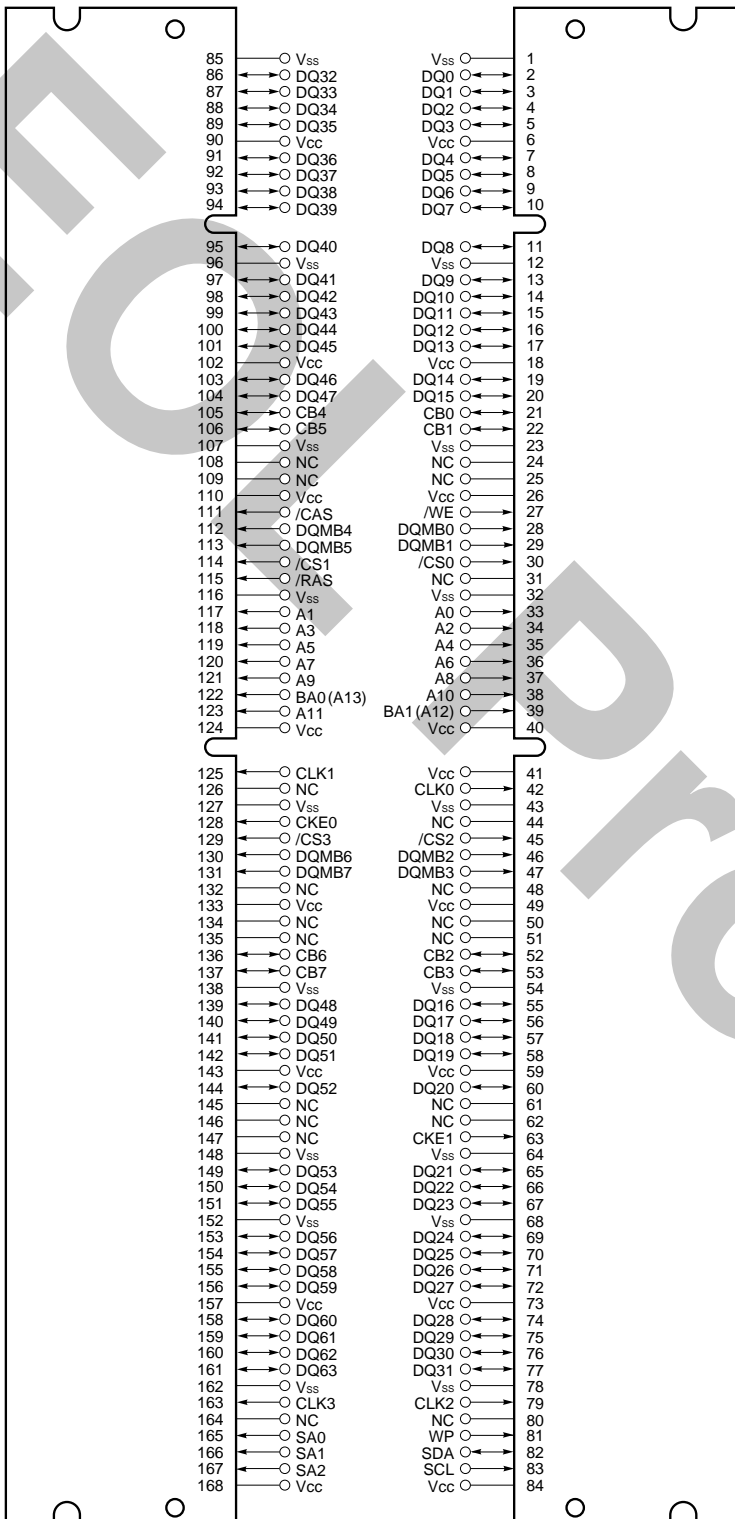 85 Vss Vss 1
86 DQ32 DQ0 2
87 DQ33 DQ1 3
88 DQ34 DQ2 4
89 DQ35 DQ3 5
90 Vcc Vcc 6
91 DQ36 DQ4 7
92 DQ37 DQ5 8
93 DQ38 DQ6 9
94 DQ39 DQ7 10
95 DQ40 DQ8 11
96 Vss Vss 12
97 DQ41 DQ9 13
98 DQ42 DQ10 14
99 DQ43 DQ11 15
100 DQ44 DQ12 16
101 DQ45 DQ13 17
102 Vcc Vcc 18
103 DQ46 DQ14 19
104 DQ47 DQ15 20
105 CB4 CB0 21
106 CB5 CB1 22
107 Vss Vss 23
108 NC NC 24
109 NC NC 25
110 Vcc Vcc 26
111 /CAS /WE 27
112 DQMB4 DQMB0 28
113 DQMB5 DQMB1 29
114 /CS1 /CS0 30
115 /RAS NC 31
116 Vss Vss 32
117 A1 A0 33
118 A3 A2 34
119 A5 A4 35
120 A7 A6 36
121 A9 A8 37
122 BA0 (A13) A10 38
123 A11 BA1 (A12) 39
124 Vcc Vcc 40
125 CLK1 Vcc 41
126 NC CLK0 42
127 Vss Vss 43
128 CKE0 NC 44
129 /CS3 /CS2 45
130 DQMB6 DQMB2 46
131 DQMB7 DQMB3 47
132 NC NC 48
133 Vcc Vcc 49
134 NC NC 50
135 NC NC 51
136 CB6 CB2 52
137 CB7 CB3 53
138 Vss Vss 54
139 DQ48 DQ16 55
140 DQ49 DQ17 56
141 DQ50 DQ18 57
142 DQ51 DQ19 58
143 Vcc Vcc 59
144 DQ52 DQ20 60
145 NC NC 61
146 NC NC 62
147 NC CKE1 63
148 Vss Vss 64
149 DQ53 DQ21 65
150 DQ54 DQ22 66
151 DQ55 DQ23 67
152 Vss Vss 68
153 DQ56 DQ24 69
154 DQ57 DQ25 70
155 DQ58 DQ26 71
156 DQ59 DQ27 72
157 Vcc Vcc 73
158 DQ60 DQ28 74
159 DQ61 DQ29 75
160 DQ62 DQ30 76
161 DQ63 DQ31 77
162 Vss Vss 78
163 CLK3 CLK2 79
164 NC NC 80
165 SA0 WP 81
166 SA1 SDA 82
167 SA2 SCL 83
168 Vcc Vcc 84
EOL Pro